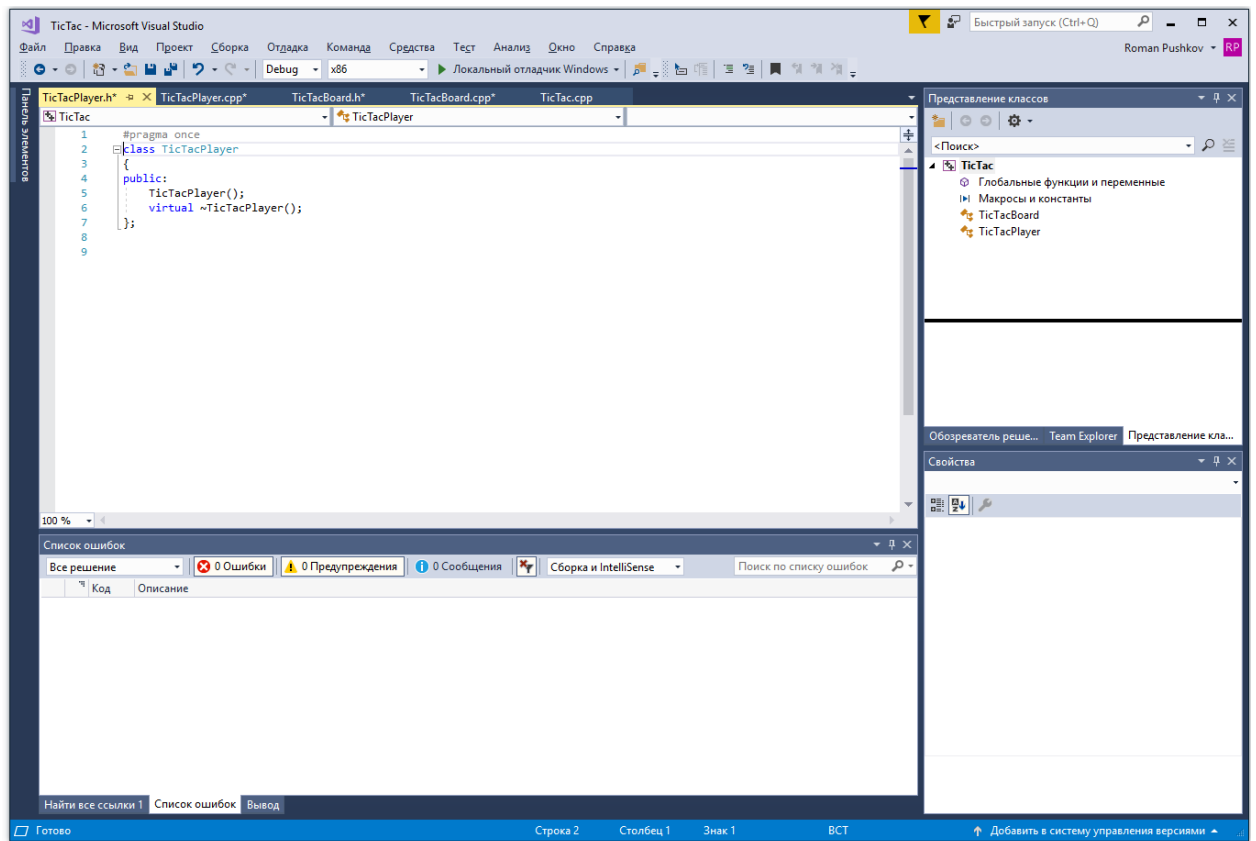 TicTac - Microsoft Visual Studio
Быстрый запуск (Ctrl+Q)
Файл Правка Вид Проект Сборка Отладка Команда Средства Тест Анализ Окно Справка
Roman Pushkov RP
Debug x86 Локальный отладчик Windows
Панель элементов
TicTacPlayer.h* TicTacPlayer.cpp* TicTacBoard.h* TicTacBoard.cpp* TicTac.cpp
TicTac TicTacPlayer
1 #pragma once
2 class TicTacPlayer
3 {
4 public:
5 TicTacPlayer();
6 virtual ~TicTacPlayer();
7 };
8
9
100 %
Представление классов
<Поиск>
TicTac
Глобальные функции и переменные
Макросы и константы
TicTacBoard
TicTacPlayer
Обозреватель реше... Team Explorer Представление кла...
Свойства
Список ошибок
Все решение 0 Ошибки 0 Предупреждения 0 Сообщения Сборка и IntelliSense Поиск по списку ошибок
Код Описание
Найти все ссылки 1 Список ошибок Вывод
Готово Строка 2 Столбец 1 Знак 1 ВСТ Добавить в систему управления версиями